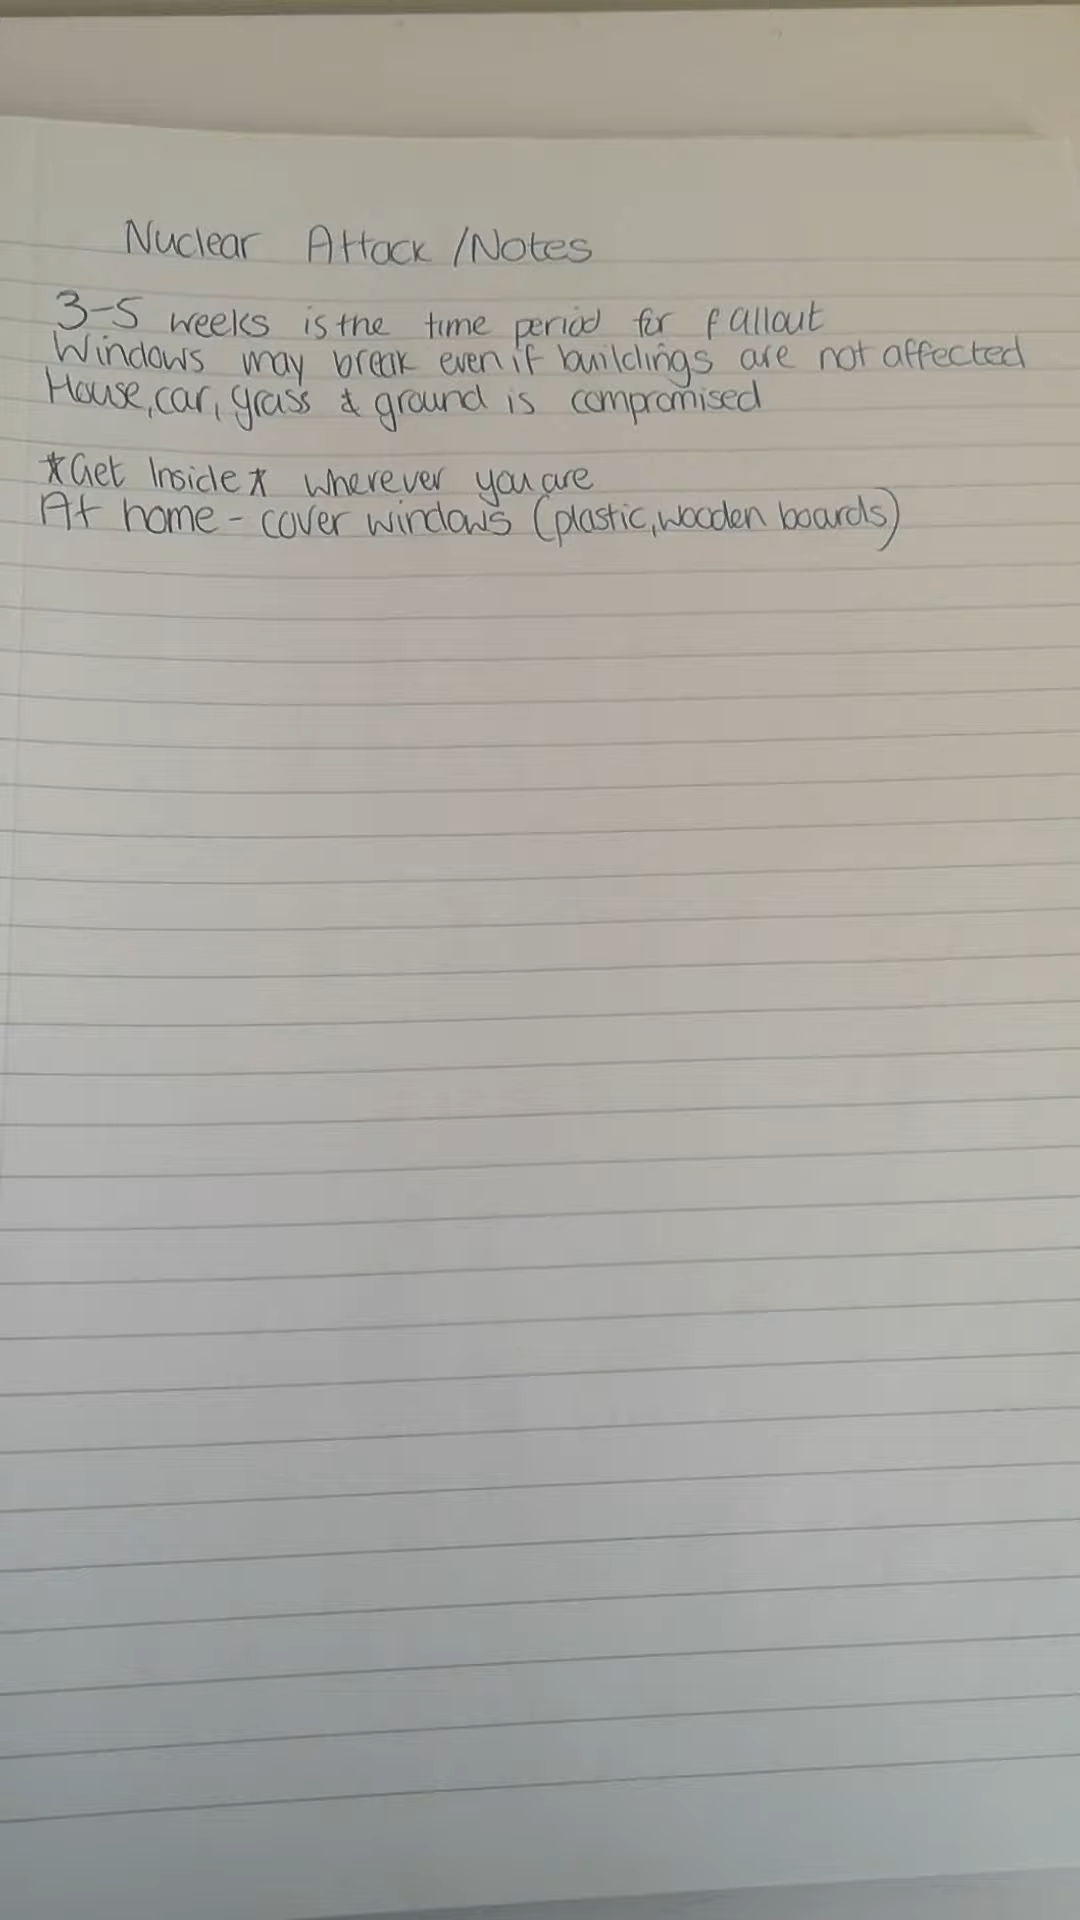 Nuclear Attack /Notes
3-5 weeks is the time period for fallout
Windows may break even if buildings are not affected
House, car, grass & ground is compromised
*Get Inside* wherever you are
At home - cover windows (plastic, wooden boards)